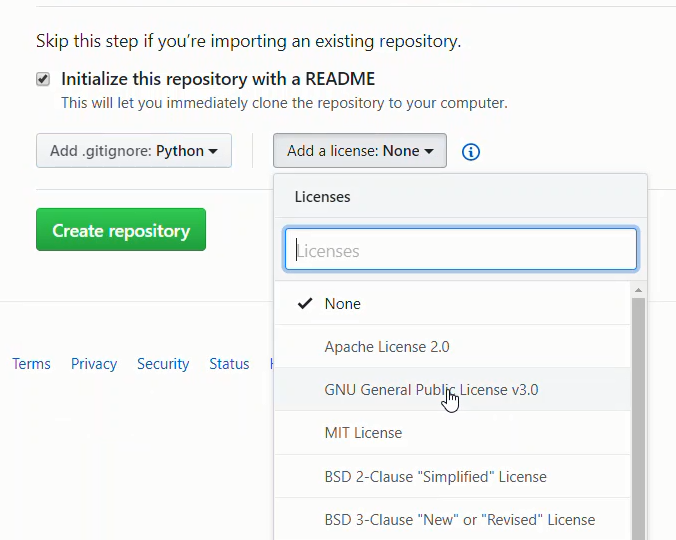 Skip this step if you’re importing an existing repository.
Initialize this repository with a README
This will let you immediately clone the repository to your computer.
Add .gitignore: Python
Add a license: None
Licenses
Licenses
Create repository
None
Apache License 2.0
Terms Privacy Security Status
GNU General Public License v3.0
MIT License
BSD 2-Clause "Simplified" License
BSD 3-Clause "New" or "Revised" License